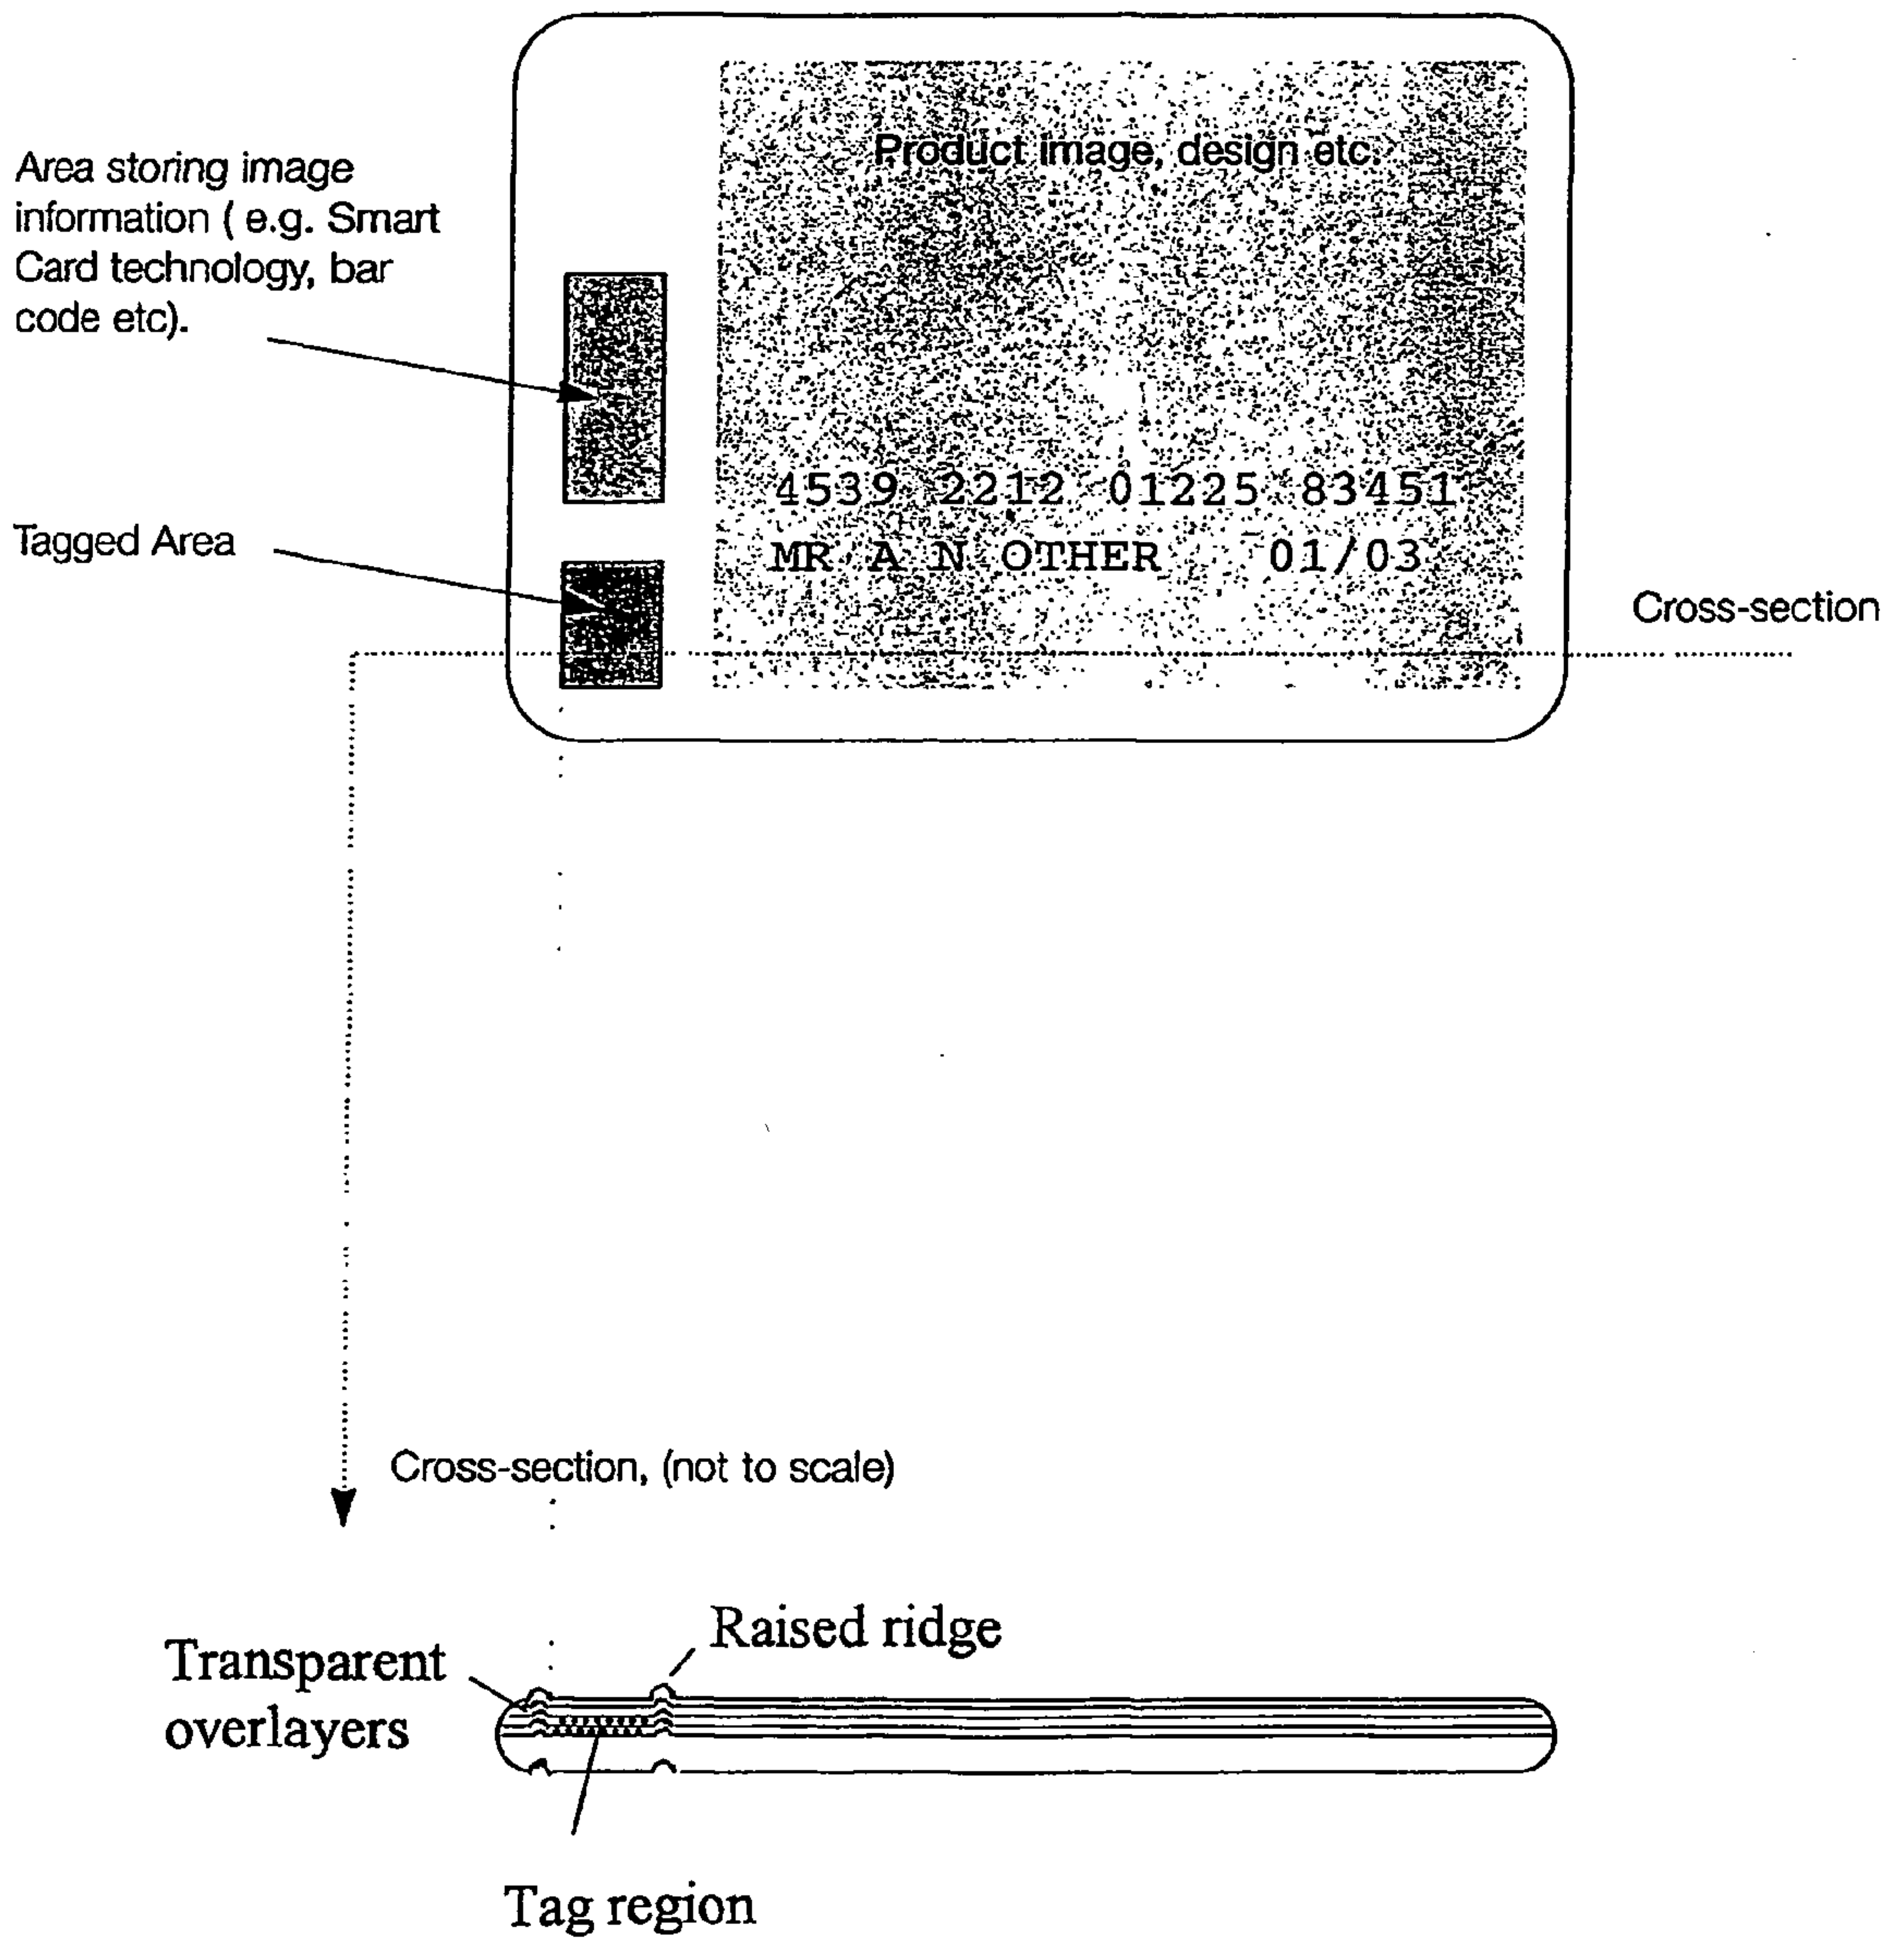 Product image, design etc.
Area storing image
information ( e.g. Smart
Card technology, bar
code etc).
4539 2212 01225 83451
Tagged Area
MR A N OTHER 01/03
Cross-section
Cross-section, (not to scale)
Raised ridge
Transparent
overlayers
Tag region